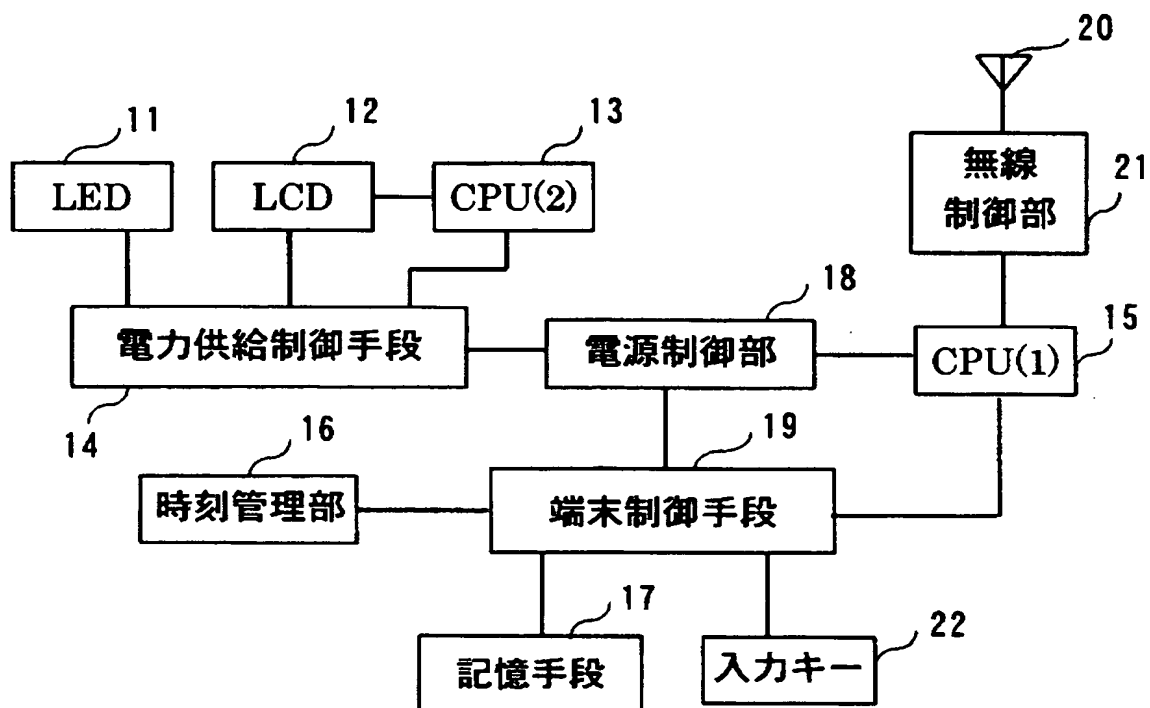 20
11
12
13
無線
制御部
21
LED
LCD
CPU(2)
18
15
電力供給制御手段
電源制御部
CPU(1)
14
16
19
時刻管理部
端末制御手段
17
22
記憶手段
入力キー